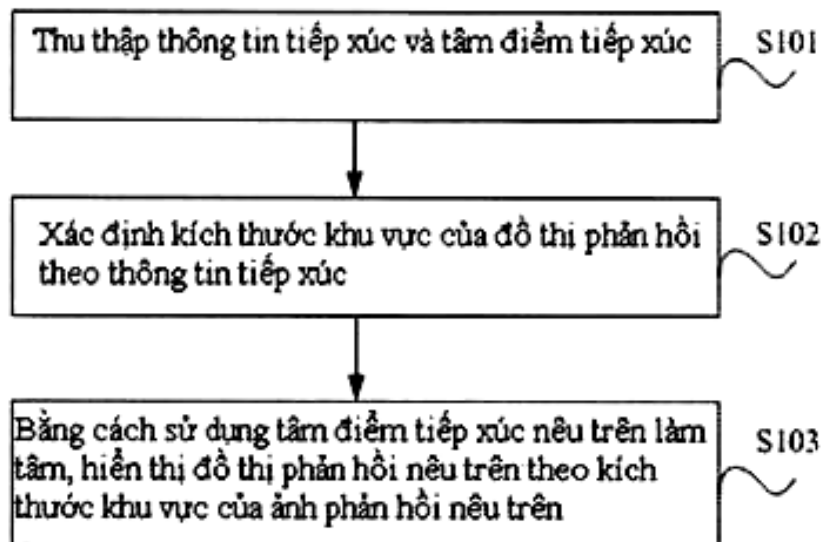 Thu thập thông tin tiếp xúc và tâm điểm tiếp xúc
S101
Xác định kích thước khu vực của đồ thị phản hồi
theo thông tin tiếp xúc
S102
Bằng cách sử dụng tâm điểm tiếp xúc nêu trên làm
tâm, hiển thị đồ thị phản hồi nêu trên theo kích
thước khu vực của ảnh phản hồi nêu trên
S103